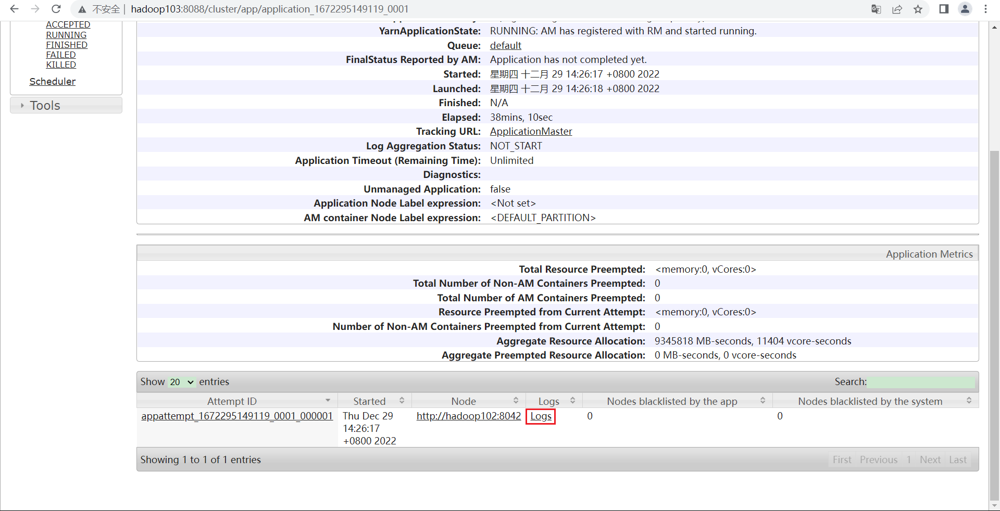 不安全 | hadoop103:8088/cluster/app/application_1672295149119_0001
ACCEPTED
RUNNING
FINISHED
FAILED
KILLED
Scheduler
Tools
YarnApplicationState: RUNNING: AM has registered with RM and started running.
Queue: default
FinalStatus Reported by AM: Application has not completed yet.
Started: 星期四 十二月 29 14:26:17 +0800 2022
Launched: 星期四 十二月 29 14:26:18 +0800 2022
Finished: N/A
Elapsed: 38mins, 10sec
Tracking URL: ApplicationMaster
Log Aggregation Status: NOT_START
Application Timeout (Remaining Time): Unlimited
Diagnostics:
Unmanaged Application: false
Application Node Label expression: <Not set>
AM container Node Label expression: <DEFAULT_PARTITION>
Application Metrics
Total Resource Preempted: <memory:0, vCores:0>
Total Number of Non-AM Containers Preempted: 0
Total Number of AM Containers Preempted: 0
Resource Preempted from Current Attempt: <memory:0, vCores:0>
Number of Non-AM Containers Preempted from Current Attempt: 0
Aggregate Resource Allocation: 9345818 MB-seconds, 11404 vcore-seconds
Aggregate Preempted Resource Allocation: 0 MB-seconds, 0 vcore-seconds
Show 20 entries Search:
Attempt ID Started Node Logs Nodes blacklisted by the app Nodes blacklisted by the system
appattempt_1672295149119_0001_000001 Thu Dec 29 http://hadoop102:8042 Logs 0 0
14:26:17
+0800 2022
Showing 1 to 1 of 1 entries First Previous 1 Next Last